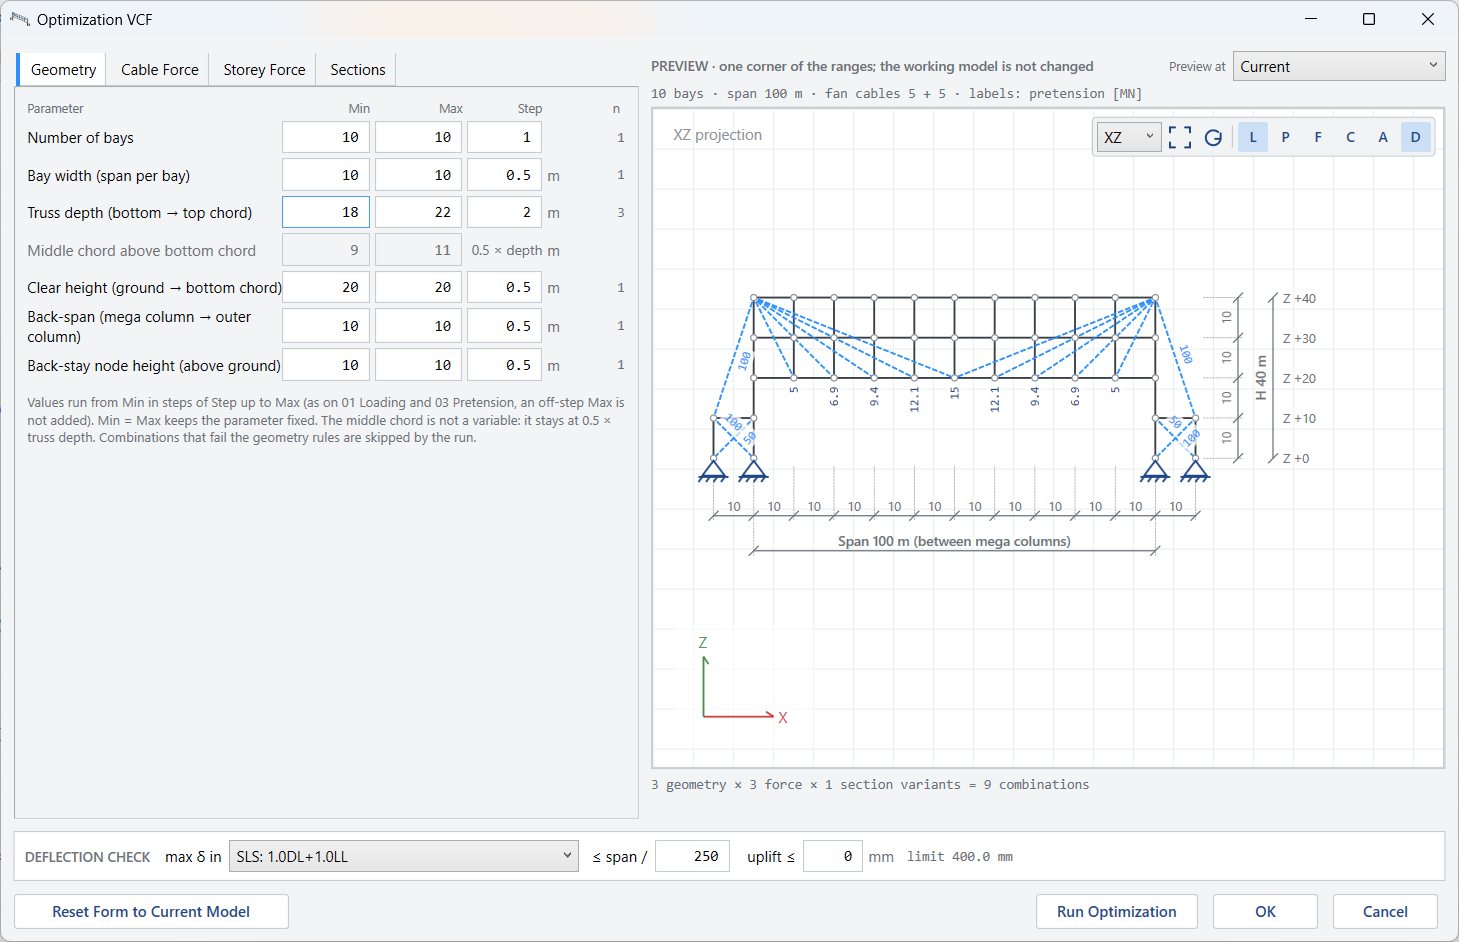 Optimization VCF
Geometry Cable Force Storey Force Sections
Parameter Min Max Step n
Number of bays 10 10 1 1
Bay width (span per bay) 10 10 0.5 m 1
Truss depth (bottom → top chord) 18 22 2 m 3
Middle chord above bottom chord 9 11 0.5 × depth m
Clear height (ground → bottom chord) 20 20 0.5 m 1
Back-span (mega column → outer
column) 10 10 0.5 m 1
Back-stay node height (above ground) 10 10 0.5 m 1
Values run from Min in steps of Step up to Max (as on 01 Loading and 03 Pretension, an off-step Max is
not added). Min = Max keeps the parameter fixed. The middle chord is not a variable: it stays at 0.5 ×
truss depth. Combinations that fail the geometry rules are skipped by the run.
PREVIEW · one corner of the ranges; the working model is not changed
Preview at Current
10 bays · span 100 m · fan cables 5 + 5 · labels: pretension [MN]
XZ projection
XZ L P F C A D
Z +40
10
Z +30
100 100
10
Z +20
H 40 m
5 6.9 9.4 12.1 15 12.1 9.4 6.9 5
10
Z +10
100 50 50 100
10
Z +0
10 10 10 10 10 10 10 10 10 10 10 10
Span 100 m (between mega columns)
Z
X
3 geometry × 3 force × 1 section variants = 9 combinations
DEFLECTION CHECK max δ in SLS: 1.0DL+1.0LL ≤ span / 250 uplift ≤ 0 mm limit 400.0 mm
Reset Form to Current Model Run Optimization OK Cancel